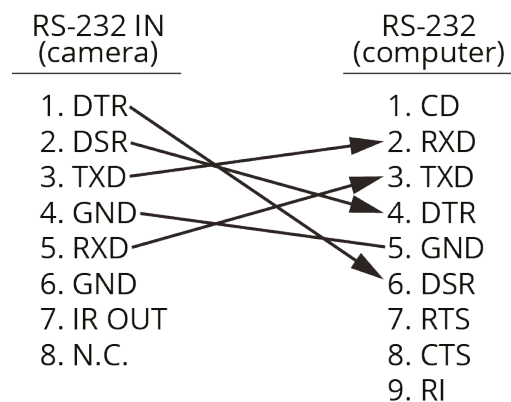 RS-232 IN
(camera)
1. DTR
2. DSR
3. TXD
4. GND
5. RXD
6. GND
7. IR OUT
8. N.C.
RS-232
(computer)
1. CD
2. RXD
3. TXD
4. DTR
5. GND
6. DSR
7. RTS
8. CTS
9. RI